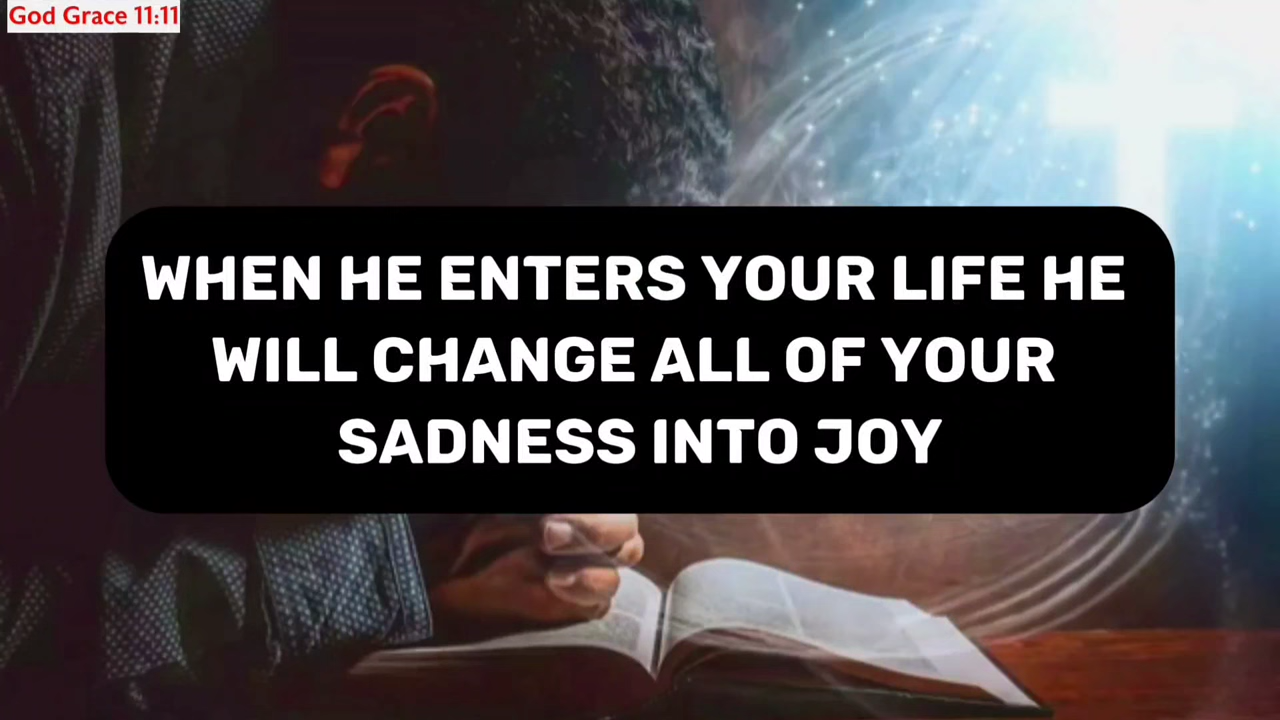 God Grace 11:11
WHEN HE ENTERS YOUR LIFE HE
WILL CHANGE ALL OF YOUR
SADNESS INTO JOY